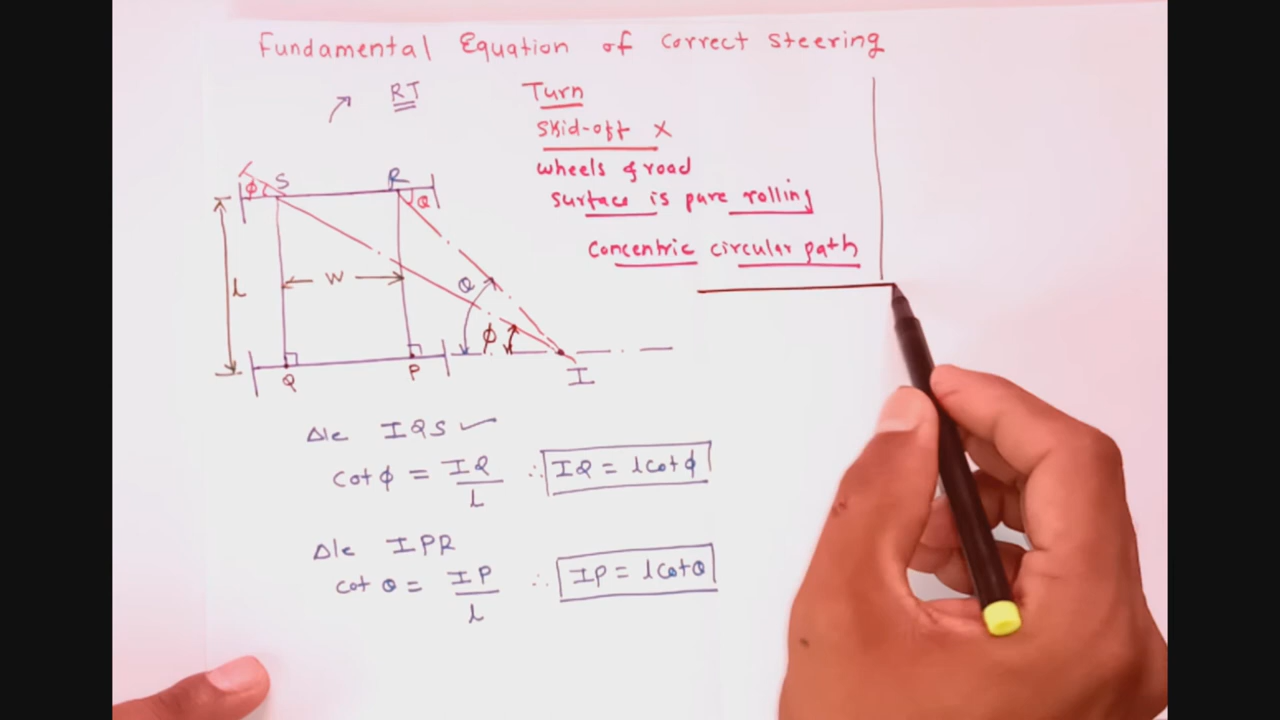 Fundamental Equation of correct steering
RT
Turn
Skid-off X
wheels & road
surface is pure rolling
Concentric circular path
ϕ S R θ
L
W
θ
ϕ
Q P I
Δle IQS ✓
cot ϕ = IQ / L ∴ IQ = l cot ϕ
Δle IPR
cot θ = IP / l ∴ IP = l cot θ